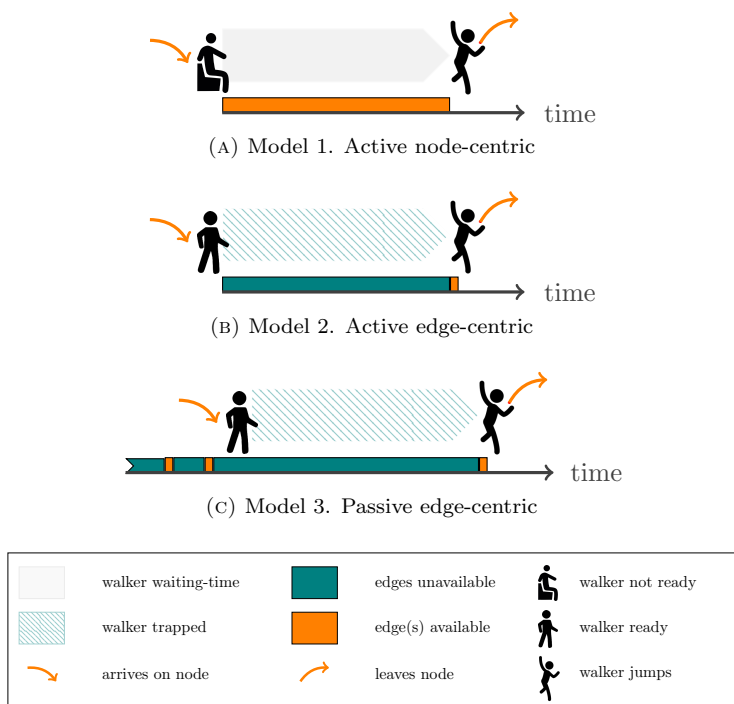 time
(A) Model 1. Active node-centric
time
(B) Model 2. Active edge-centric
time
(C) Model 3. Passive edge-centric
walker waiting-time edges unavailable walker not ready
walker trapped edge(s) available walker ready
arrives on node leaves node walker jumps